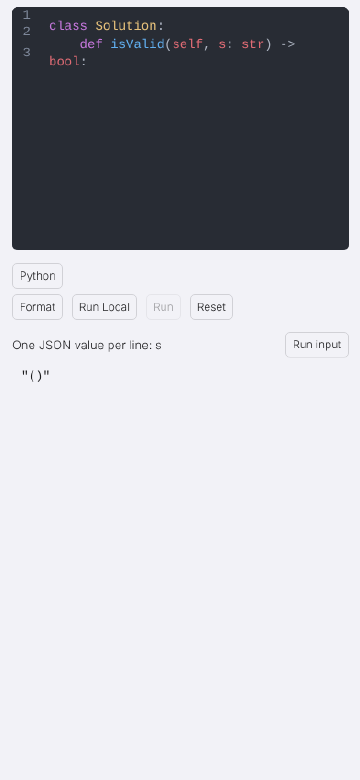 1 class Solution:
2     def isValid(self, s: str) ->
bool:
3
Python
Format Run Local Run Reset
One JSON value per line: s Run input
"()"